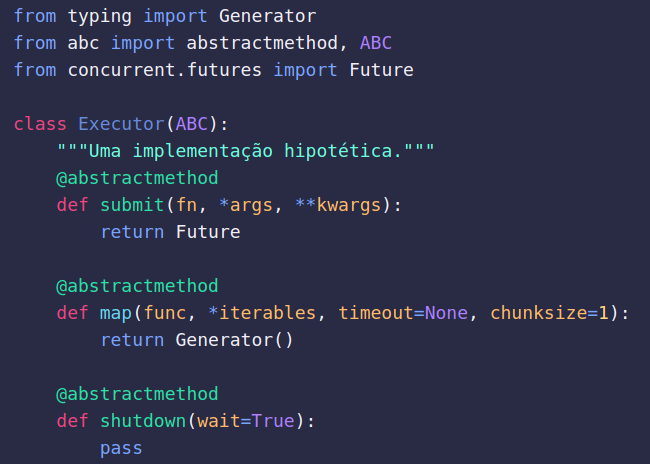 from typing import Generator
from abc import abstractmethod, ABC
from concurrent.futures import Future
class Executor(ABC):
"""Uma implementação hipotética."""
@abstractmethod
def submit(fn, *args, **kwargs):
return Future
@abstractmethod
def map(func, *iterables, timeout=None, chunksize=1):
return Generator()
@abstractmethod
def shutdown(wait=True):
pass